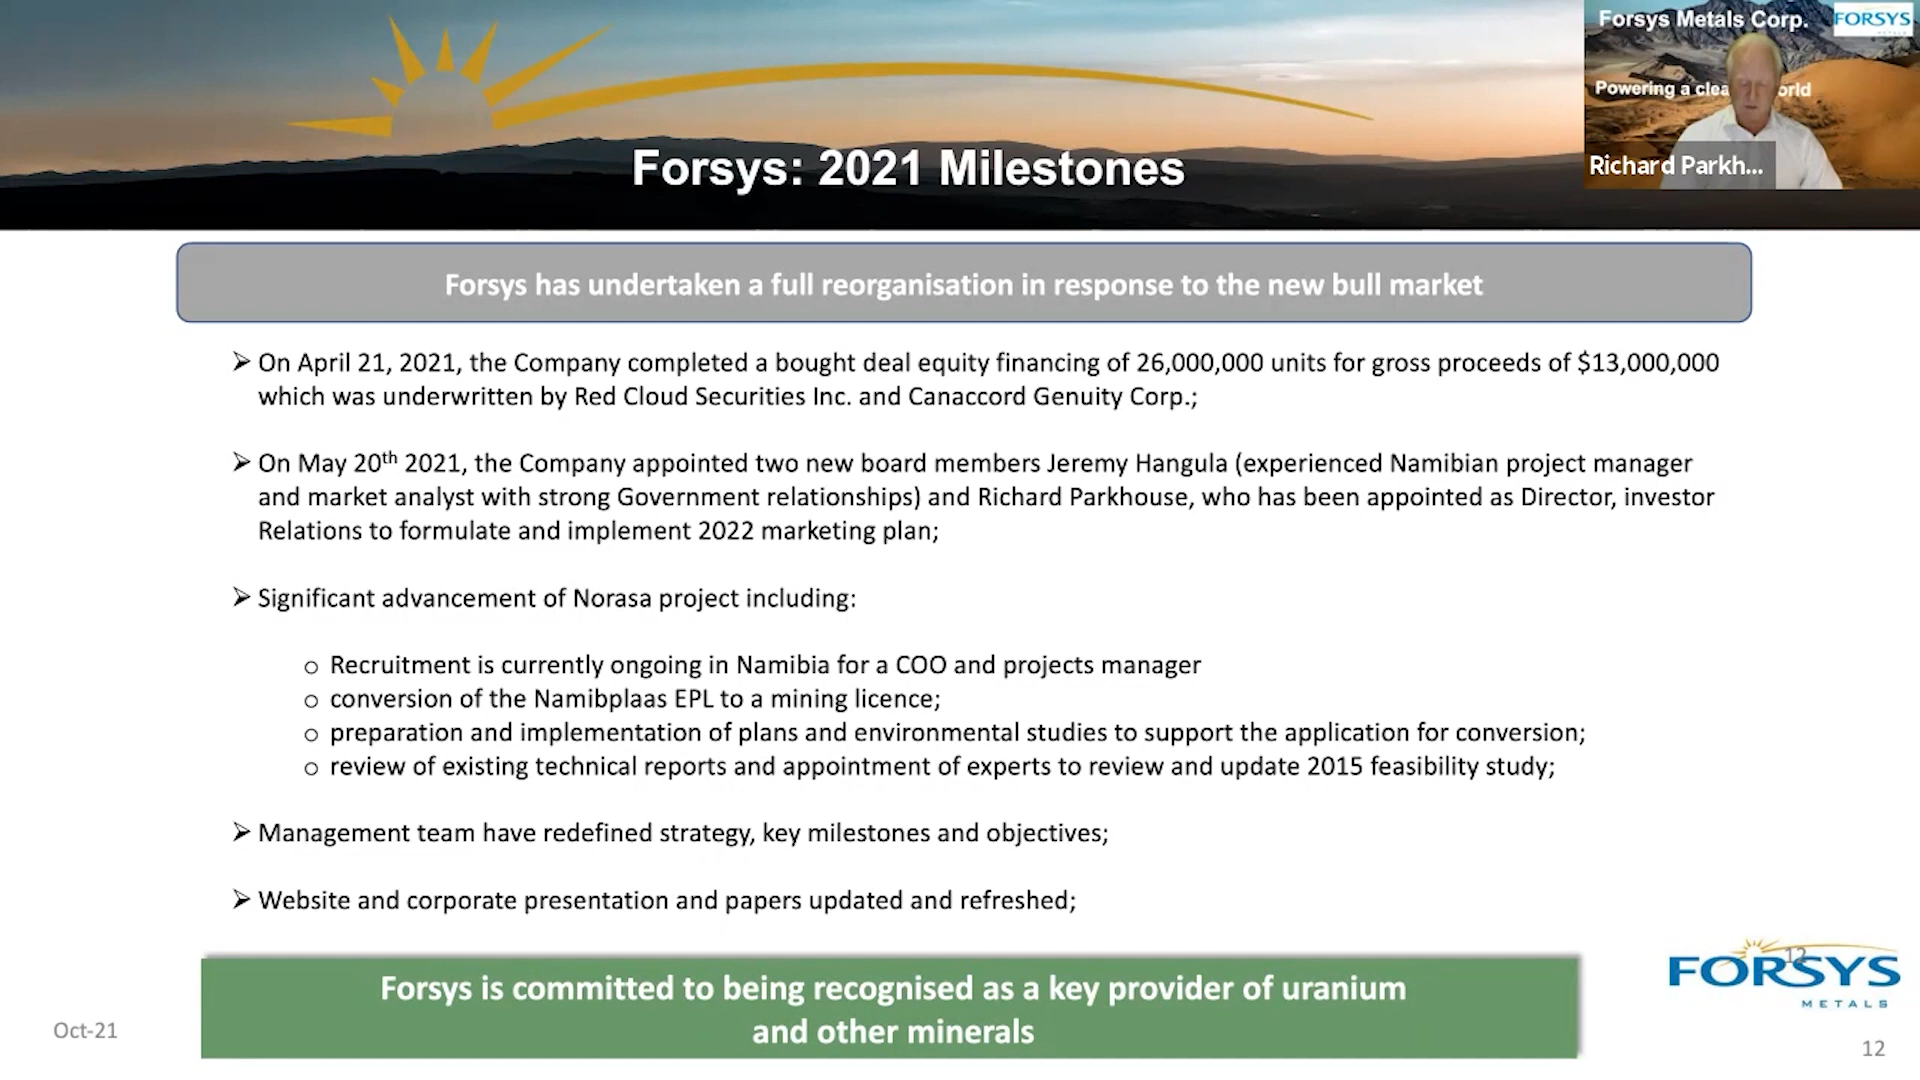 Forsys Metals Corp.
FORSYS
METALS
Powering a clea
orld
Richard Parkh...
Forsys: 2021 Milestones
Forsys has undertaken a full reorganisation in response to the new bull market
➢ On April 21, 2021, the Company completed a bought deal equity financing of 26,000,000 units for gross proceeds of $13,000,000
which was underwritten by Red Cloud Securities Inc. and Canaccord Genuity Corp.;
➢ On May 20th 2021, the Company appointed two new board members Jeremy Hangula (experienced Namibian project manager
and market analyst with strong Government relationships) and Richard Parkhouse, who has been appointed as Director, investor
Relations to formulate and implement 2022 marketing plan;
➢ Significant advancement of Norasa project including:
o Recruitment is currently ongoing in Namibia for a COO and projects manager
o conversion of the Namibplaas EPL to a mining licence;
o preparation and implementation of plans and environmental studies to support the application for conversion;
o review of existing technical reports and appointment of experts to review and update 2015 feasibility study;
➢ Management team have redefined strategy, key milestones and objectives;
➢ Website and corporate presentation and papers updated and refreshed;
Forsys is committed to being recognised as a key provider of uranium
and other minerals
12
FORSYS
METALS
Oct-21
12